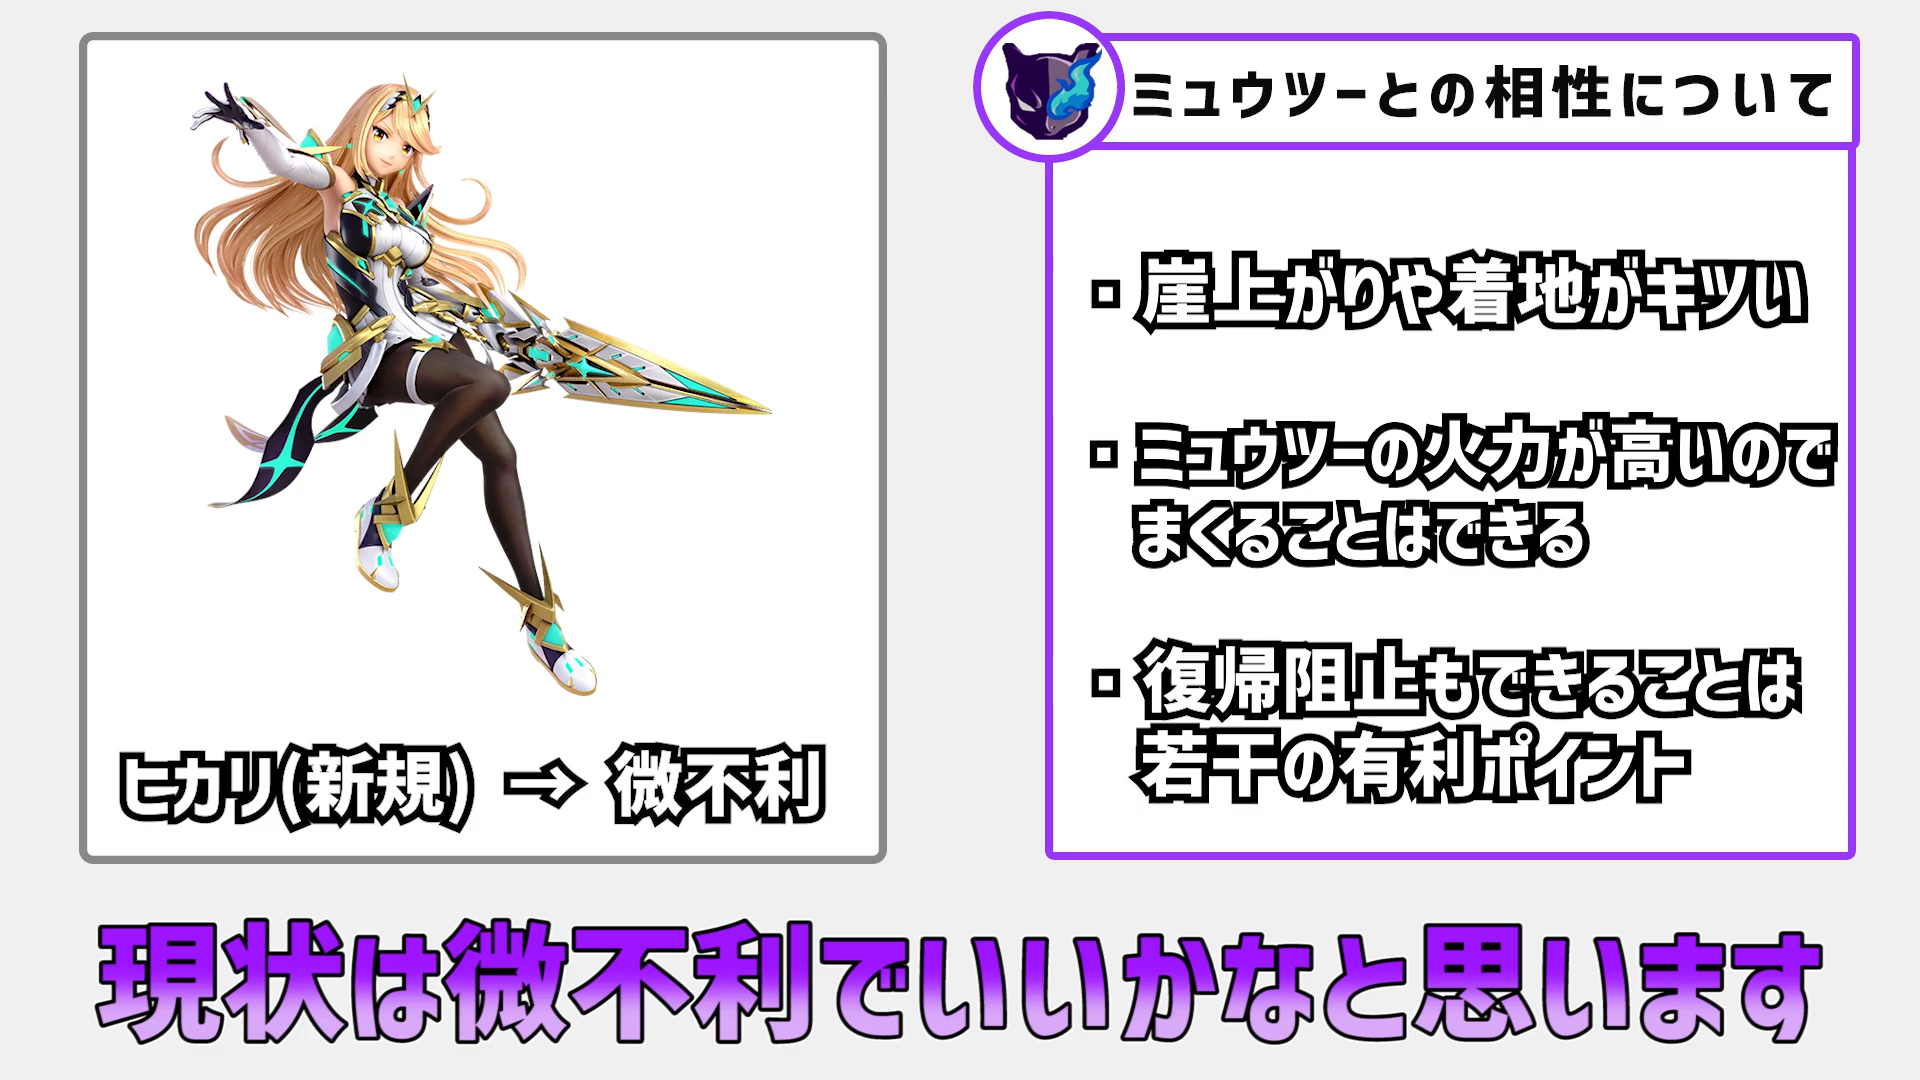 ヒカリ(新規) → 微不利
ミュウツーとの相性について
・崖上がりや着地がキツい
・ミュウツーの火力が高いので
まくることはできる
・復帰阻止もできることは
若干の有利ポイント
現状は微不利でいいかなと思います